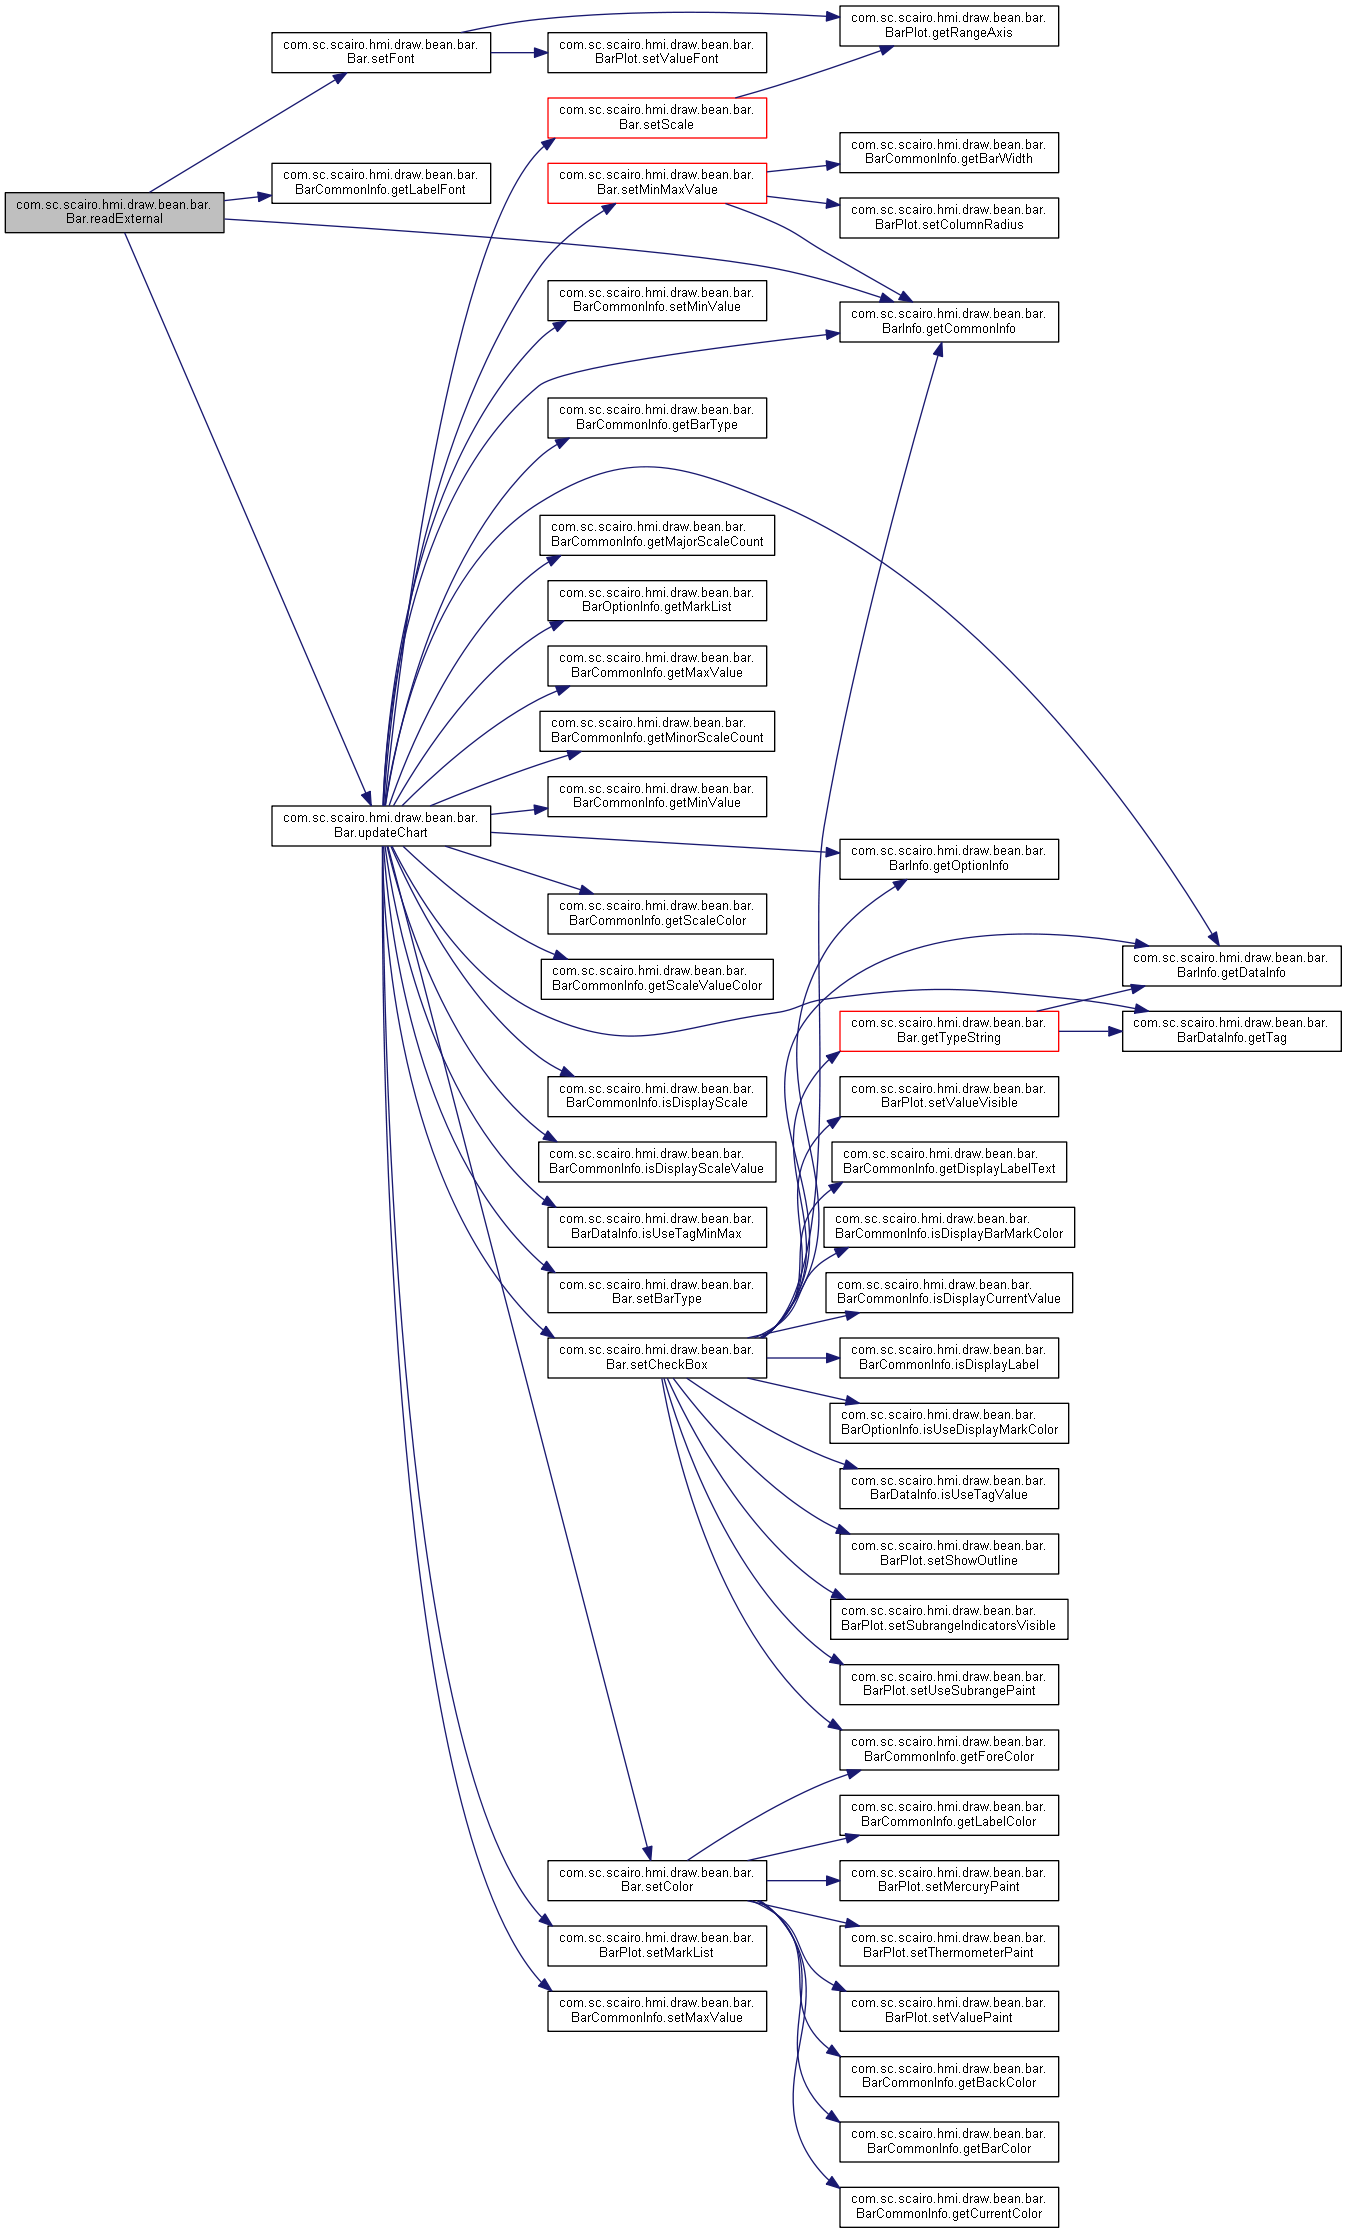 com.sc.scairo.hmi.draw.bean.bar.
Bar.readExternal
com.sc.scairo.hmi.draw.bean.bar.
Bar.setFont
com.sc.scairo.hmi.draw.bean.bar.
BarCommonInfo.getLabelFont
com.sc.scairo.hmi.draw.bean.bar.
Bar.updateChart
com.sc.scairo.hmi.draw.bean.bar.
BarPlot.setValueFont
com.sc.scairo.hmi.draw.bean.bar.
Bar.setScale
com.sc.scairo.hmi.draw.bean.bar.
Bar.setMinMaxValue
com.sc.scairo.hmi.draw.bean.bar.
BarCommonInfo.setMinValue
com.sc.scairo.hmi.draw.bean.bar.
BarCommonInfo.getBarType
com.sc.scairo.hmi.draw.bean.bar.
BarCommonInfo.getMajorScaleCount
com.sc.scairo.hmi.draw.bean.bar.
BarOptionInfo.getMarkList
com.sc.scairo.hmi.draw.bean.bar.
BarCommonInfo.getMaxValue
com.sc.scairo.hmi.draw.bean.bar.
BarCommonInfo.getMinorScaleCount
com.sc.scairo.hmi.draw.bean.bar.
BarCommonInfo.getMinValue
com.sc.scairo.hmi.draw.bean.bar.
BarCommonInfo.getScaleColor
com.sc.scairo.hmi.draw.bean.bar.
BarCommonInfo.getScaleValueColor
com.sc.scairo.hmi.draw.bean.bar.
BarCommonInfo.isDisplayScale
com.sc.scairo.hmi.draw.bean.bar.
BarCommonInfo.isDisplayScaleValue
com.sc.scairo.hmi.draw.bean.bar.
BarDataInfo.isUseTagMinMax
com.sc.scairo.hmi.draw.bean.bar.
Bar.setBarType
com.sc.scairo.hmi.draw.bean.bar.
Bar.setCheckBox
com.sc.scairo.hmi.draw.bean.bar.
Bar.setColor
com.sc.scairo.hmi.draw.bean.bar.
BarPlot.setMarkList
com.sc.scairo.hmi.draw.bean.bar.
BarCommonInfo.setMaxValue
com.sc.scairo.hmi.draw.bean.bar.
BarPlot.getRangeAxis
com.sc.scairo.hmi.draw.bean.bar.
BarCommonInfo.getBarWidth
com.sc.scairo.hmi.draw.bean.bar.
BarPlot.setColumnRadius
com.sc.scairo.hmi.draw.bean.bar.
BarInfo.getCommonInfo
com.sc.scairo.hmi.draw.bean.bar.
BarInfo.getOptionInfo
com.sc.scairo.hmi.draw.bean.bar.
Bar.getTypeString
com.sc.scairo.hmi.draw.bean.bar.
BarPlot.setValueVisible
com.sc.scairo.hmi.draw.bean.bar.
BarCommonInfo.getDisplayLabelText
com.sc.scairo.hmi.draw.bean.bar.
BarCommonInfo.isDisplayBarMarkColor
com.sc.scairo.hmi.draw.bean.bar.
BarCommonInfo.isDisplayCurrentValue
com.sc.scairo.hmi.draw.bean.bar.
BarCommonInfo.isDisplayLabel
com.sc.scairo.hmi.draw.bean.bar.
BarOptionInfo.isUseDisplayMarkColor
com.sc.scairo.hmi.draw.bean.bar.
BarDataInfo.isUseTagValue
com.sc.scairo.hmi.draw.bean.bar.
BarPlot.setShowOutline
com.sc.scairo.hmi.draw.bean.bar.
BarPlot.setSubrangeIndicatorsVisible
com.sc.scairo.hmi.draw.bean.bar.
BarPlot.setUseSubrangePaint
com.sc.scairo.hmi.draw.bean.bar.
BarCommonInfo.getForeColor
com.sc.scairo.hmi.draw.bean.bar.
BarCommonInfo.getLabelColor
com.sc.scairo.hmi.draw.bean.bar.
BarPlot.setMercuryPaint
com.sc.scairo.hmi.draw.bean.bar.
BarPlot.setThermometerPaint
com.sc.scairo.hmi.draw.bean.bar.
BarPlot.setValuePaint
com.sc.scairo.hmi.draw.bean.bar.
BarCommonInfo.getBackColor
com.sc.scairo.hmi.draw.bean.bar.
BarCommonInfo.getBarColor
com.sc.scairo.hmi.draw.bean.bar.
BarCommonInfo.getCurrentColor
com.sc.scairo.hmi.draw.bean.bar.
BarInfo.getDataInfo
com.sc.scairo.hmi.draw.bean.bar.
BarDataInfo.getTag